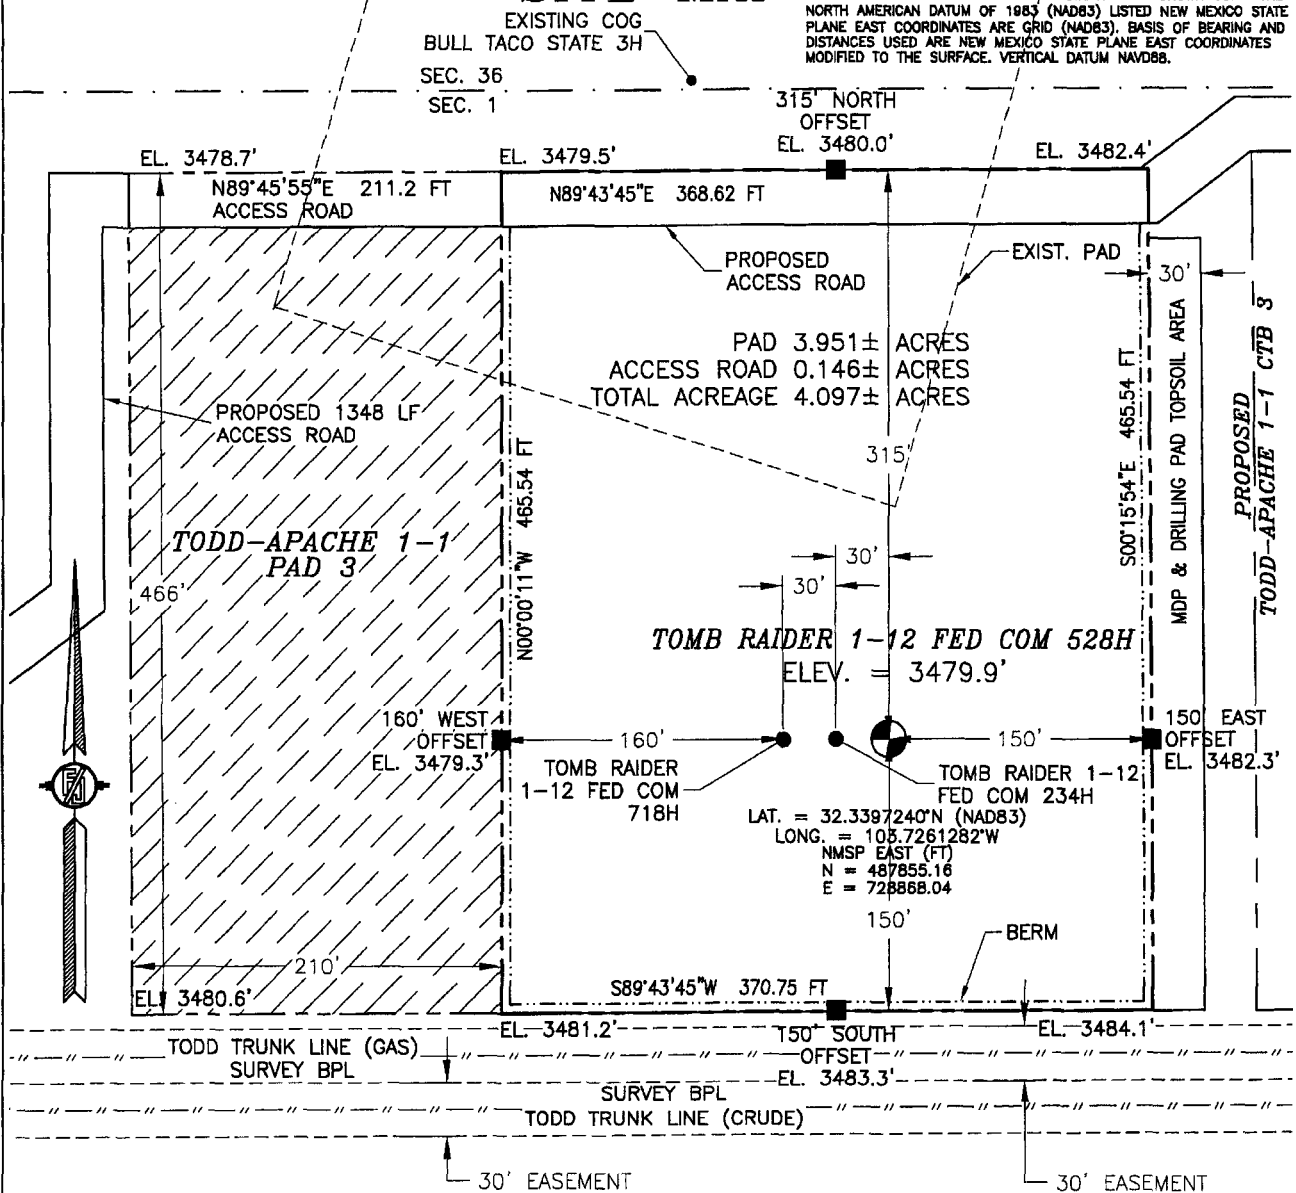 NORTH AMERICAN DATUM OF 1983 (NAD83) LISTED NEW MEXICO STATE
PLANE EAST COORDINATES ARE GRID (NAD83). BASIS OF BEARING AND
DISTANCES USED ARE NEW MEXICO STATE PLANE EAST COORDINATES
MODIFIED TO THE SURFACE. VERTICAL DATUM NAVD88.
EXISTING COG
BULL TACO STATE 3H
SEC. 36
SEC. 1
315' NORTH
OFFSET
EL. 3480.0'
EL. 3478.7'
EL. 3479.5'
EL. 3482.4'
N89°45'55"E 211.2 FT
ACCESS ROAD
N89°43'45"E 368.62 FT
PROPOSED
ACCESS ROAD
EXIST. PAD
30'
PAD 3.951± ACRES
ACCESS ROAD 0.146± ACRES
TOTAL ACREAGE 4.097± ACRES
PROPOSED 1348 LF
ACCESS ROAD
315'
N00°00'11"W 465.54 FT
S00°15'54"E 465.54 FT
MDP & DRILLING PAD TOPSOIL AREA
PROPOSED
TODD-APACHE 1-1 CTB 3
TODD-APACHE 1-1
PAD 3
466'
30'
30'
TOMB RAIDER 1-12 FED COM 528H
ELEV. = 3479.9'
160' WEST
OFFSET
EL. 3479.3'
160'
150'
150' EAST
OFFSET
EL. 3482.3'
TOMB RAIDER
1-12 FED COM
718H
TOMB RAIDER 1-12
FED COM 234H
LAT. = 32.3397240°N (NAD83)
LONG. = 103.7261282°W
NMSP EAST (FT)
N = 487855.16
E = 728868.04
150'
BERM
210'
S89°43'45"W 370.75 FT
EL. 3480.6'
EL. 3481.2'
150' SOUTH
OFFSET
EL. 3483.3'
EL. 3484.1'
TODD TRUNK LINE (GAS)
SURVEY BPL
SURVEY BPL
TODD TRUNK LINE (CRUDE)
30' EASEMENT
30' EASEMENT